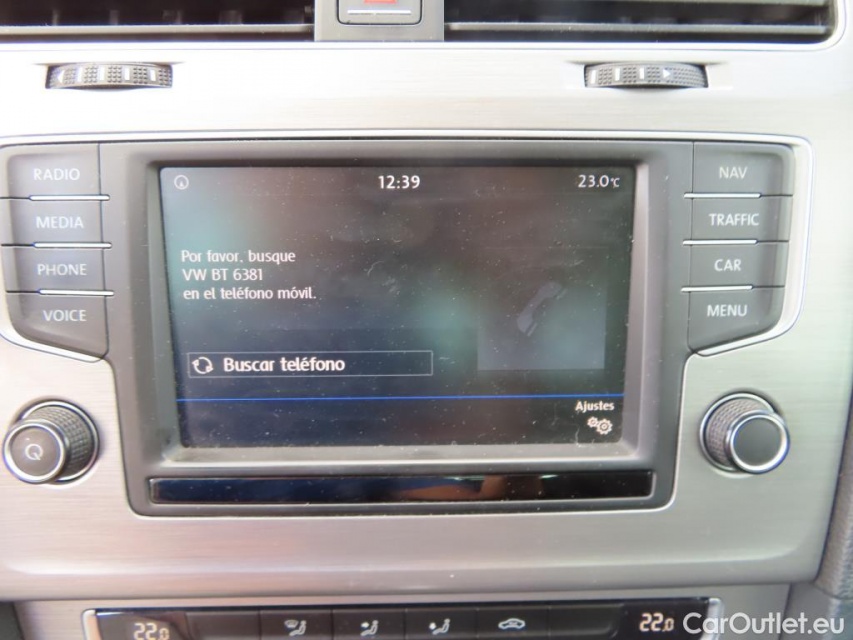 RADIO
NAV
12:39
23.0°C
MEDIA
TRAFFIC
Por favor, busque
VW BT 6381
en el teléfono móvil.
PHONE
CAR
VOICE
MENU
Buscar teléfono
Ajustes
22.0
22.0
CarOutlet.eu